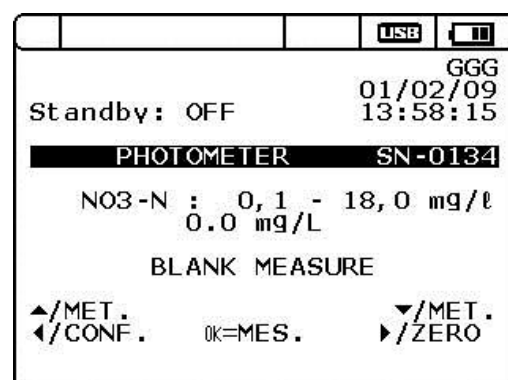 USB
GGG
01/02/09
Standby: OFF 13:58:15
PHOTOMETER SN-0134
NO3-N : 0,1 - 18,0 mg/ℓ
0.0 mg/L
BLANK MEASURE
▲/MET. ▼/MET.
◀/CONF. OK=MES. ▶/ZERO